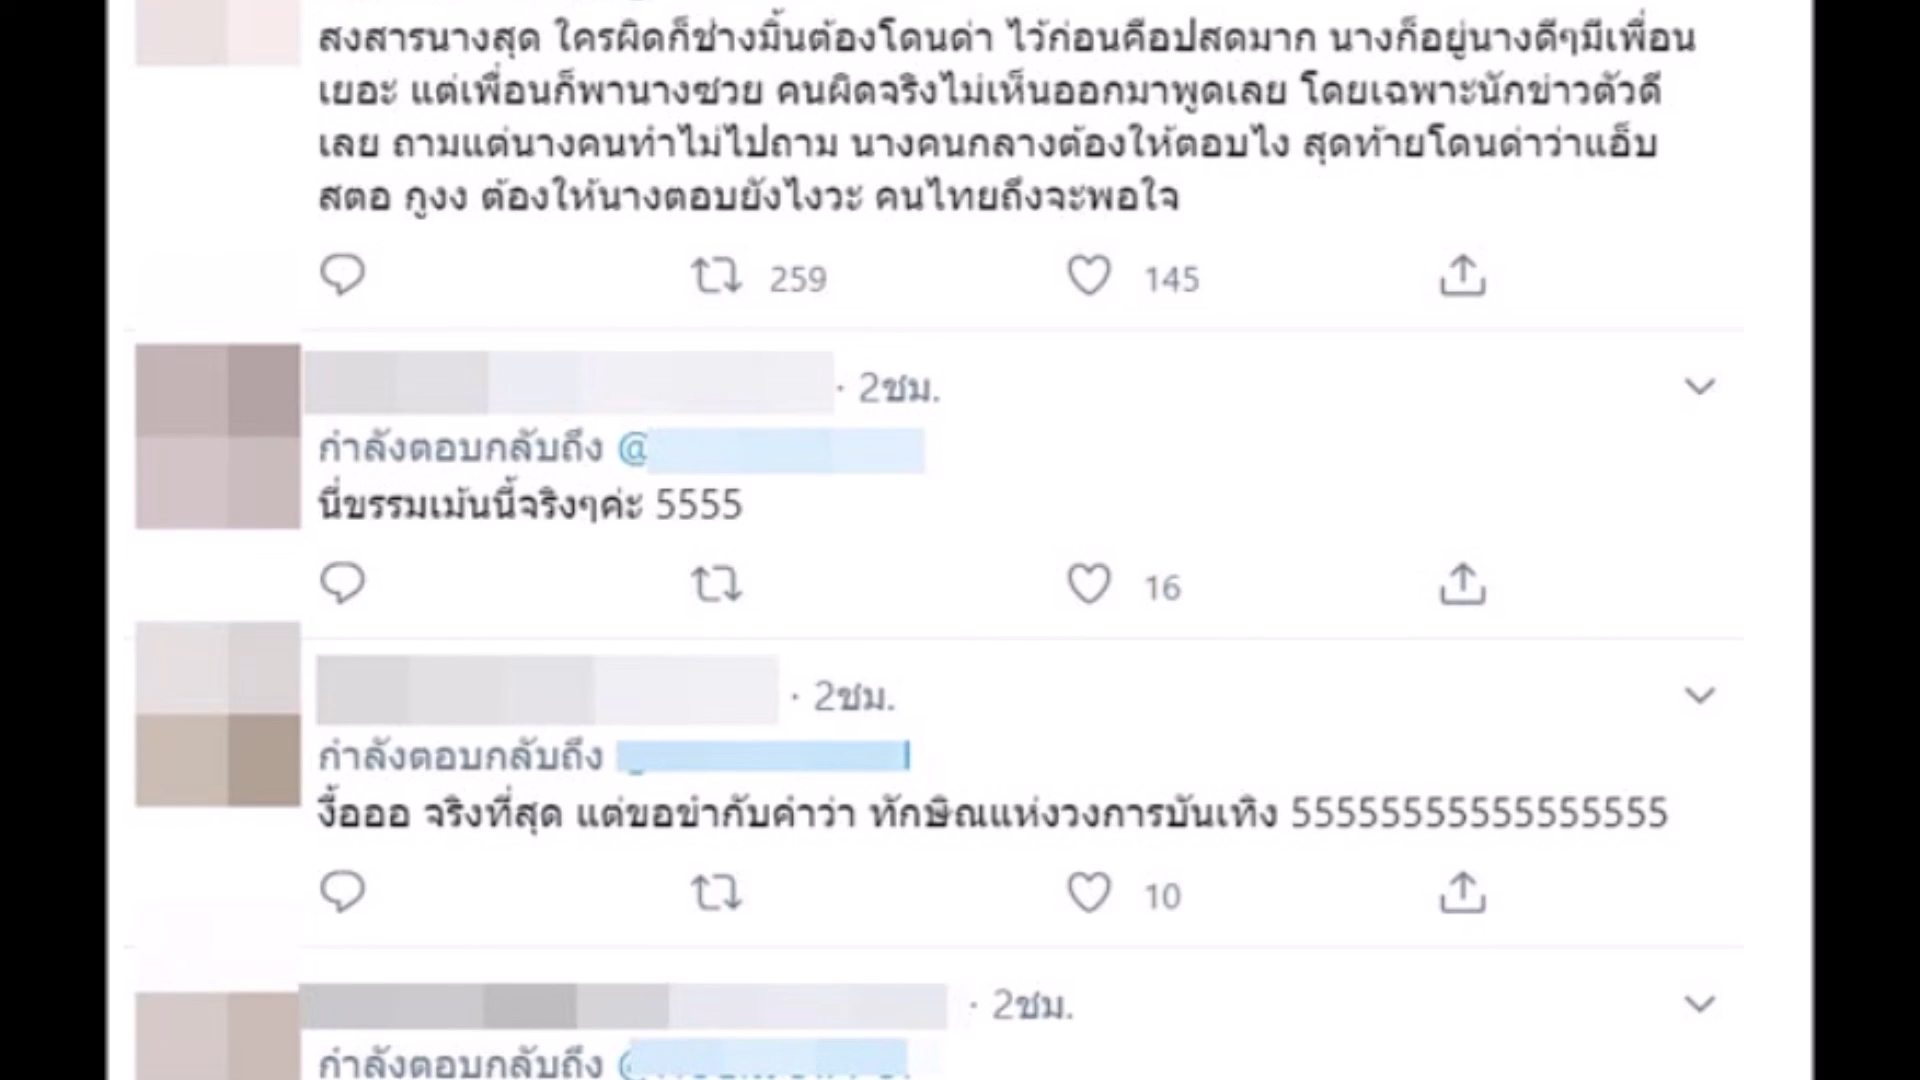 สงสารนางสุด ใครผิดก็ช่างมิ้นต้องโดนด่า ไว้ก่อนคือปสดมาก นางก็อยู่นางดีๆมีเพื่อน
เยอะ แต่เพื่อนก็พานางซวย คนผิดจริงไม่เห็นออกมาพูดเลย โดยเฉพาะนักข่าวตัวดี
เลย ถามแต่นางคนทำไม่ไปถาม นางคนกลางต้องให้ตอบไง สุดท้ายโดนด่าว่าแอ็บ
สตอ กูงง ต้องให้นางตอบยังไงวะ คนไทยถึงจะพอใจ
259 145
· 2ชม.
กำลังตอบกลับถึง @
นี่ขรรมเม้นนี้จริงๆค่ะ 5555
16
· 2ชม.
กำลังตอบกลับถึง
งื้อออ จริงที่สุด แต่ขอขำกับคำว่า ทักษิณแห่งวงการบันเทิง 55555555555555555
10
· 2ชม.
กำลังตอบกลับถึง